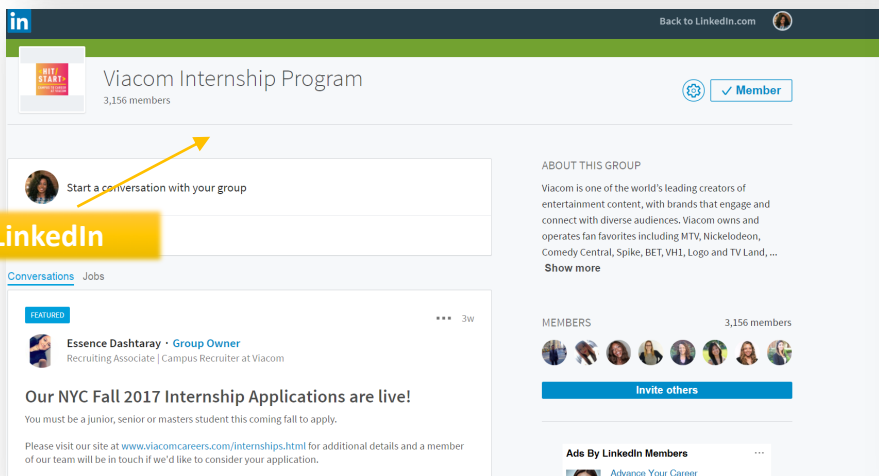 in
Back to LinkedIn.com
<HIT/
START>
Viacom Internship Program
3,156 members
✓ Member
Start a conversation with your group
LinkedIn
Conversations Jobs
FEATURED
••• 3w
Essence Dashtaray · Group Owner
Recruiting Associate | Campus Recruiter at Viacom
Our NYC Fall 2017 Internship Applications are live!
You must be a junior, senior or masters student this coming fall to apply.
Please visit our site at www.viacomcareers.com/internships.html for additional details and a member
of our team will be in touch if we'd like to consider your application.
ABOUT THIS GROUP
Viacom is one of the world's leading creators of
entertainment content, with brands that engage and
connect with diverse audiences. Viacom owns and
operates fan favorites including MTV, Nickelodeon,
Comedy Central, Spike, BET, VH1, Logo and TV Land, ...
Show more
MEMBERS 3,156 members
Invite others
Ads By LinkedIn Members ...
Advance Your Career